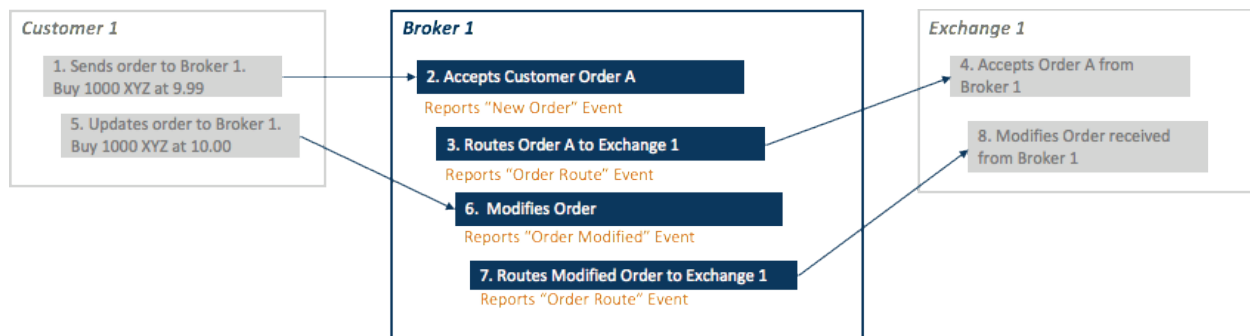 Customer 1
1. Sends order to Broker 1.
Buy 1000 XYZ at 9.99
5. Updates order to Broker 1.
Buy 1000 XYZ at 10.00
Broker 1
2. Accepts Customer Order A
Reports "New Order" Event
3. Routes Order A to Exchange 1
Reports "Order Route" Event
6. Modifies Order
Reports "Order Modified" Event
7. Routes Modified Order to Exchange 1
Reports "Order Route" Event
Exchange 1
4. Accepts Order A from
Broker 1
8. Modifies Order received
from Broker 1